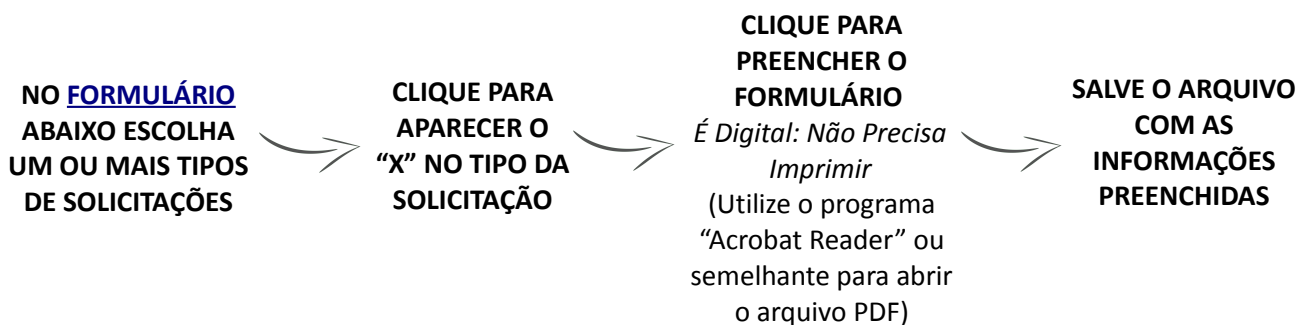 NO FORMULÁRIO
ABAIXO ESCOLHA
UM OU MAIS TIPOS
DE SOLICITAÇÕES
CLIQUE PARA
APARECER O
“X” NO TIPO DA
SOLICITAÇÃO
CLIQUE PARA
PREENCHER O
FORMULÁRIO
É Digital: Não Precisa
Imprimir
(Utilize o programa
“Acrobat Reader” ou
semelhante para abrir
o arquivo PDF)
SALVE O ARQUIVO
COM AS
INFORMAÇÕES
PREENCHIDAS